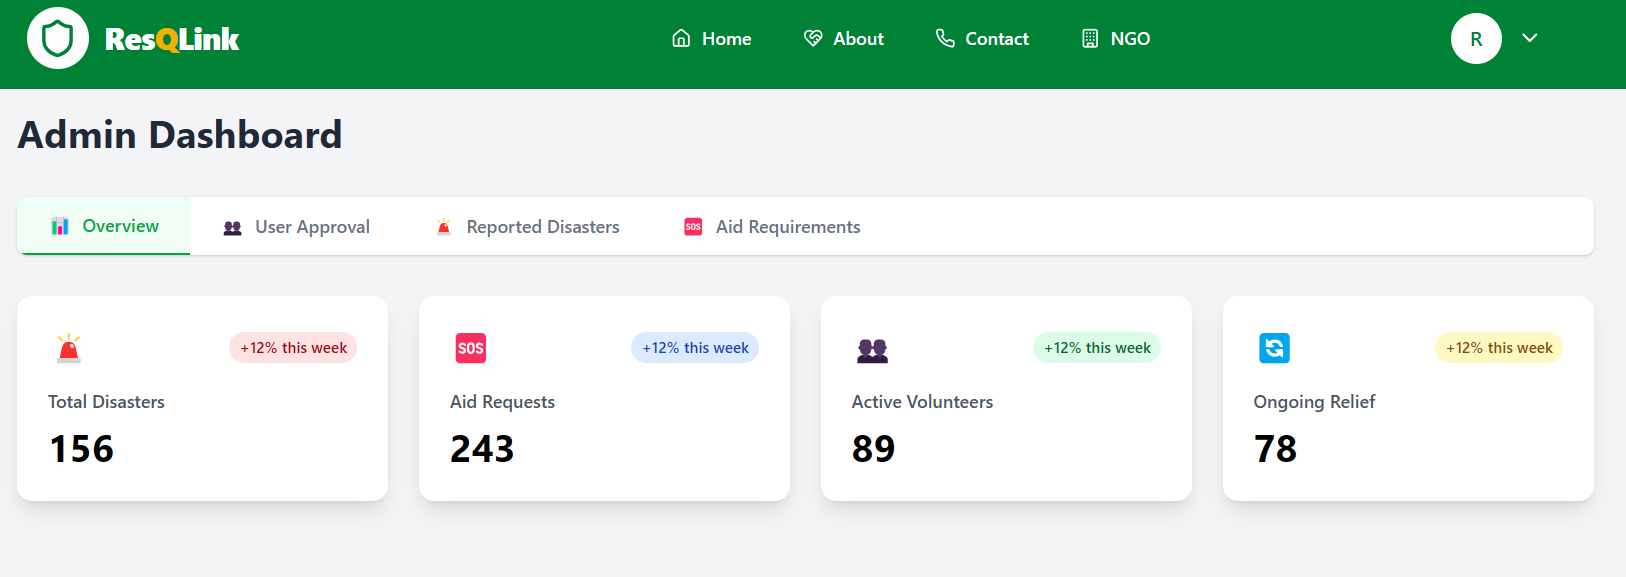 ResQLink
Home
About
Contact
NGO
R
Admin Dashboard
Overview
User Approval
Reported Disasters
SOS
Aid Requirements
+12% this week
Total Disasters
156
SOS
+12% this week
Aid Requests
243
+12% this week
Active Volunteers
89
+12% this week
Ongoing Relief
78